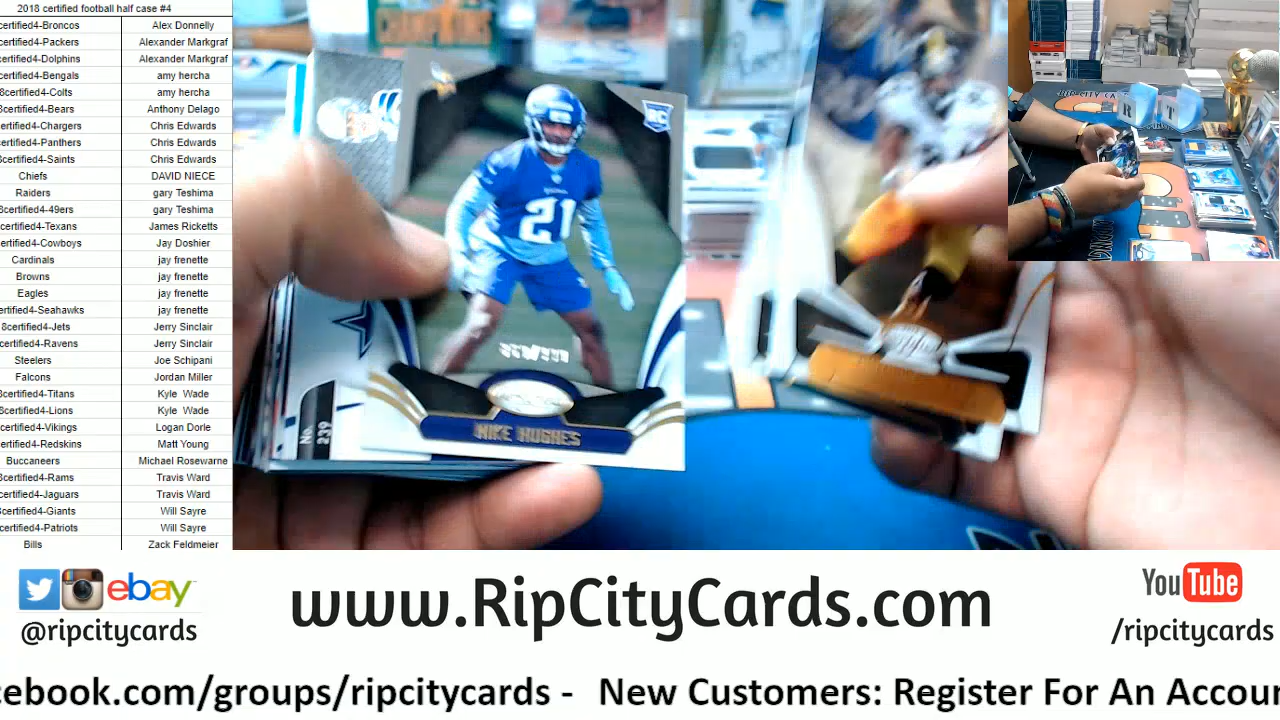 2018 certified football half case #4
certified4-Broncos Alex Donnelly
certified4-Packers Alexander Markgraf
certified4-Dolphins Alexander Markgraf
certified4-Bengals amy hercha
8certified4-Colts amy hercha
8certified4-Bears Anthony Delago
ertified4-Chargers Chris Edwards
ertified4-Panthers Chris Edwards
certified4-Saints Chris Edwards
Chiefs DAVID NIECE
Raiders gary Teshima
8certified4-49ers gary Teshima
certified4-Texans James Ricketts
ertified4-Cowboys Jay Doshier
Cardinals jay frenette
Browns jay frenette
Eagles jay frenette
ertified4-Seahawks jay frenette
8certified4-Jets Jerry Sinclair
certified4-Ravens Jerry Sinclair
Steelers Joe Schipani
Falcons Jordan Miller
8certified4-Titans Kyle Wade
8certified4-Lions Kyle Wade
certified4-Vikings Logan Dorle
ertified4-Redskins Matt Young
Buccaneers Michael Rosewarne
8certified4-Rams Travis Ward
certified4-Jaguars Travis Ward
certified4-Giants Will Sayre
certified4-Patriots Will Sayre
Bills Zack Feldmeier
RC
21
MIKE HUGHES
No.
239
R T
ebay
@ripcitycards
www.RipCityCards.com
YouTube
/ripcitycards
cebook.com/groups/ripcitycards - New Customers: Register For An Accoun